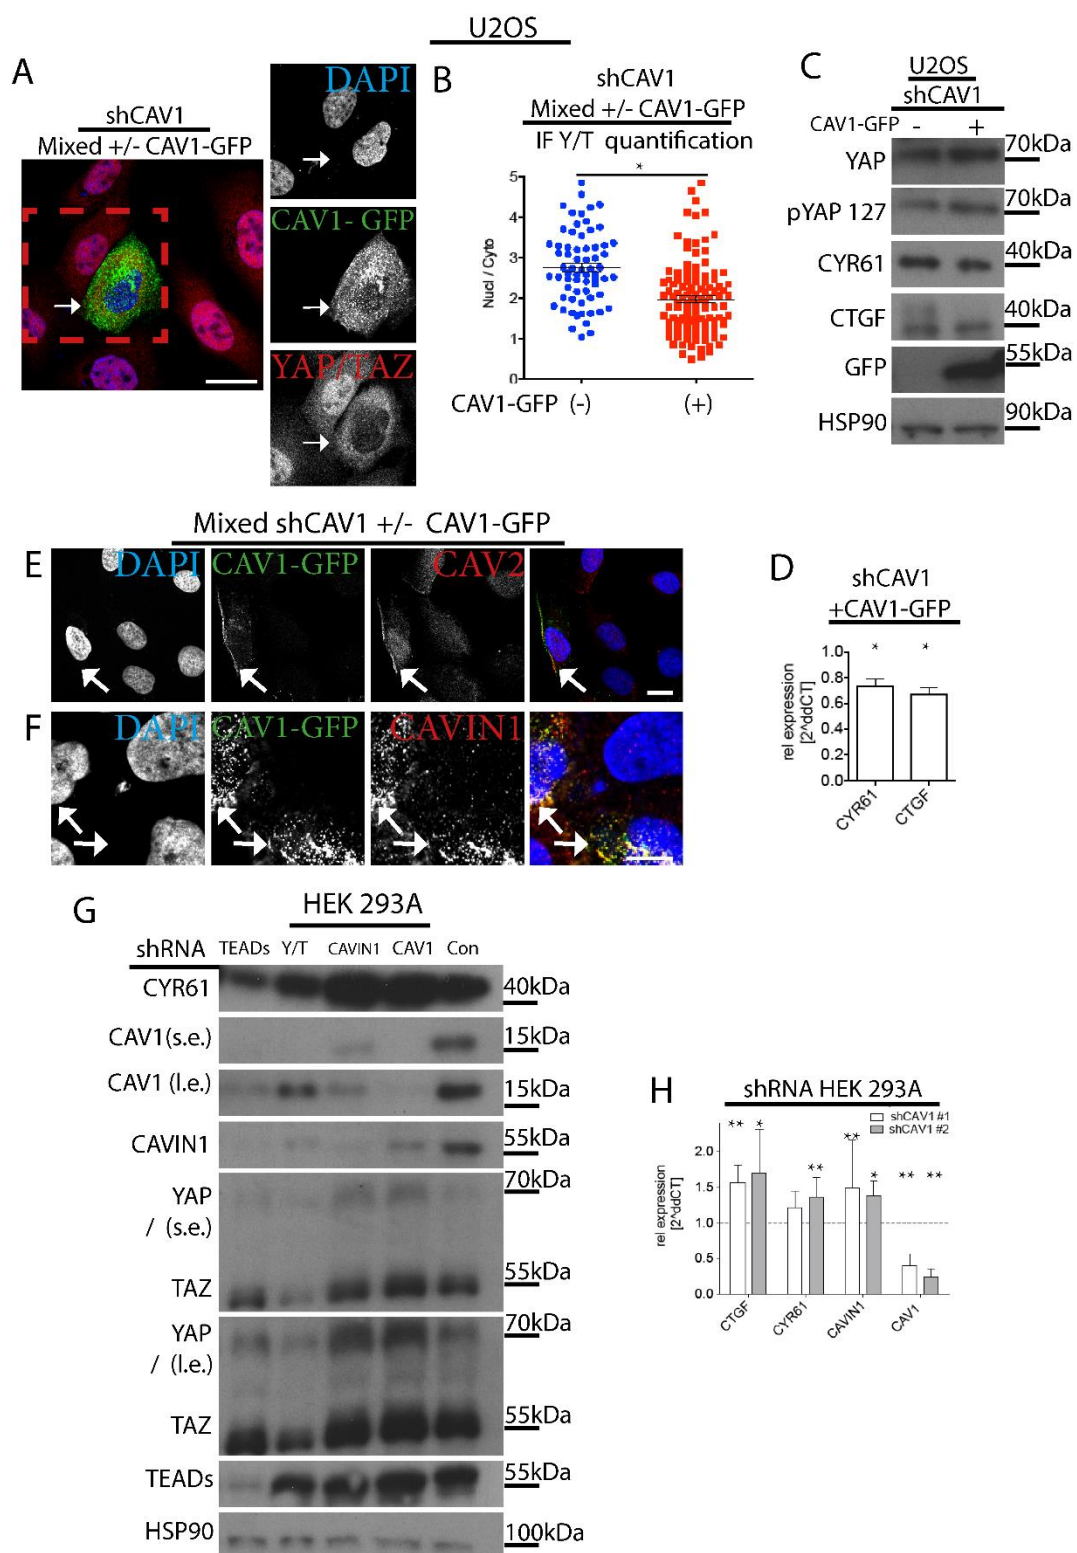 U2OS
A
shCAV1
Mixed +/- CAV1-GFP
DAPI
CAV1- GFP
YAP/TAZ
B
shCAV1
Mixed +/- CAV1-GFP
IF Y/T quantification
*
Nucl / Cyto
5
4
3
2
1
0
CAV1-GFP (-) (+)
C
U2OS
shCAV1
CAV1-GFP - +
YAP 70kDa
pYAP 127 70kDa
CYR61 40kDa
CTGF 40kDa
GFP 55kDa
HSP90 90kDa
Mixed shCAV1 +/- CAV1-GFP
E
DAPI CAV1-GFP CAV2
F
DAPI CAV1-GFP CAVIN1
D
shCAV1
+CAV1-GFP
* *
rel expression
[2^ddCT]
1.0
0.8
0.6
0.4
0.2
0.0
CYR61 CTGF
G
HEK 293A
shRNA TEADs Y/T CAVIN1 CAV1 Con
CYR61 40kDa
CAV1(s.e.) 15kDa
CAV1 (l.e.) 15kDa
CAVIN1 55kDa
YAP 70kDa
/ (s.e.)
TAZ 55kDa
YAP 70kDa
/ (l.e.)
TAZ 55kDa
TEADs 55kDa
HSP90 100kDa
H
shRNA HEK 293A
shCAV1 #1
shCAV1 #2
** * ** ** * ** **
rel expression
[2^ddCT]
2.0
1.5
1.0
0.5
0.0
CTGF CYR61 CAVIN1 CAV1